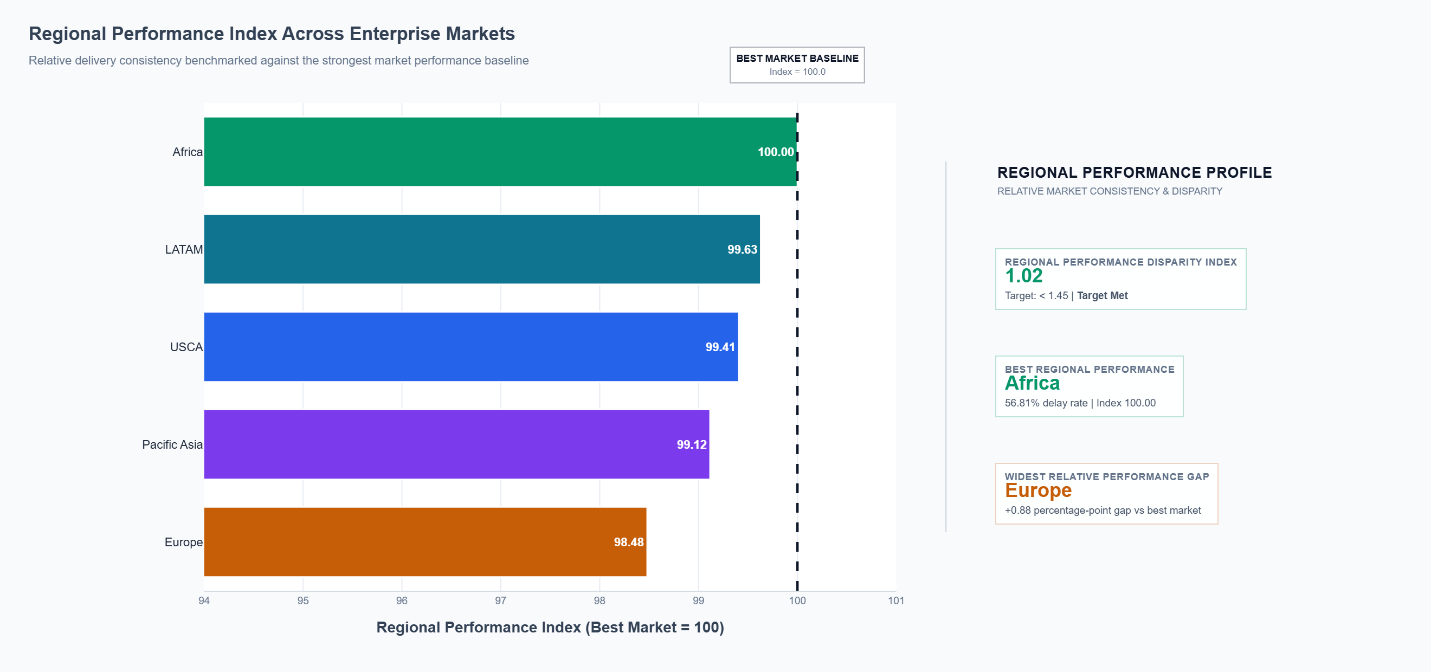 Regional Performance Index Across Enterprise Markets
Relative delivery consistency benchmarked against the strongest market performance baseline
BEST MARKET BASELINE
Index = 100.0
Africa
100.00
LATAM
99.63
USCA
99.41
Pacific Asia
99.12
Europe
98.48
94 95 96 97 98 99 100 101
Regional Performance Index (Best Market = 100)
REGIONAL PERFORMANCE PROFILE
RELATIVE MARKET CONSISTENCY & DISPARITY
REGIONAL PERFORMANCE DISPARITY INDEX
1.02
Target: < 1.45 | Target Met
BEST REGIONAL PERFORMANCE
Africa
56.81% delay rate | Index 100.00
WIDEST RELATIVE PERFORMANCE GAP
Europe
+0.88 percentage-point gap vs best market